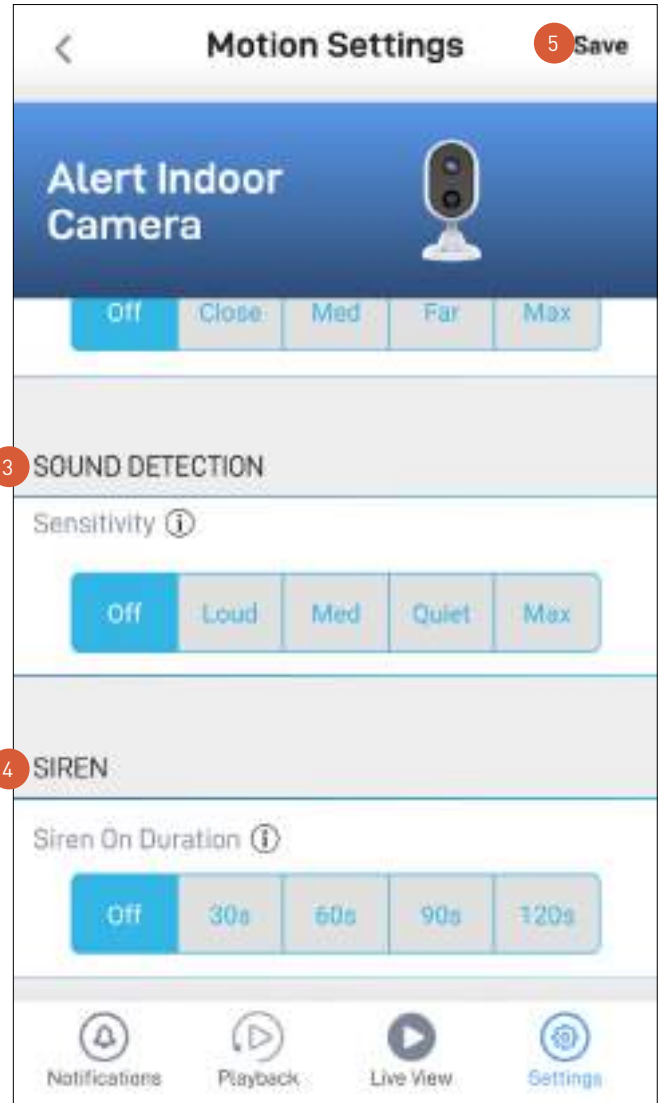 Motion Settings 5 Save
Alert Indoor
Camera
Off Close Med Far Max
3 SOUND DETECTION
Sensitivity i
Off Loud Med Quiet Max
4 SIREN
Siren On Duration i
Off 30s 60s 90s 120s
Notifications Playback Live View Settings